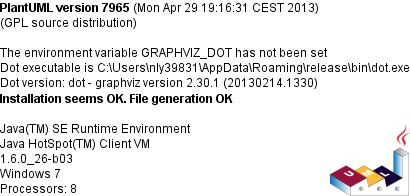 PlantUML version 7965 (Mon Apr 29 19:16:31 CEST 2013)
(GPL source distribution)
The environment variable GRAPHVIZ_DOT has not been set
Dot executable is C:\Users\nly39831\AppData\Roaming\release\bin\dot.exe
Dot version: dot - graphviz version 2.30.1 (20130214.1330)
Installation seems OK. File generation OK
Java(TM) SE Runtime Environment
Java HotSpot(TM) Client VM
1.6.0_26-b03
Windows 7
Processors: 8
UML